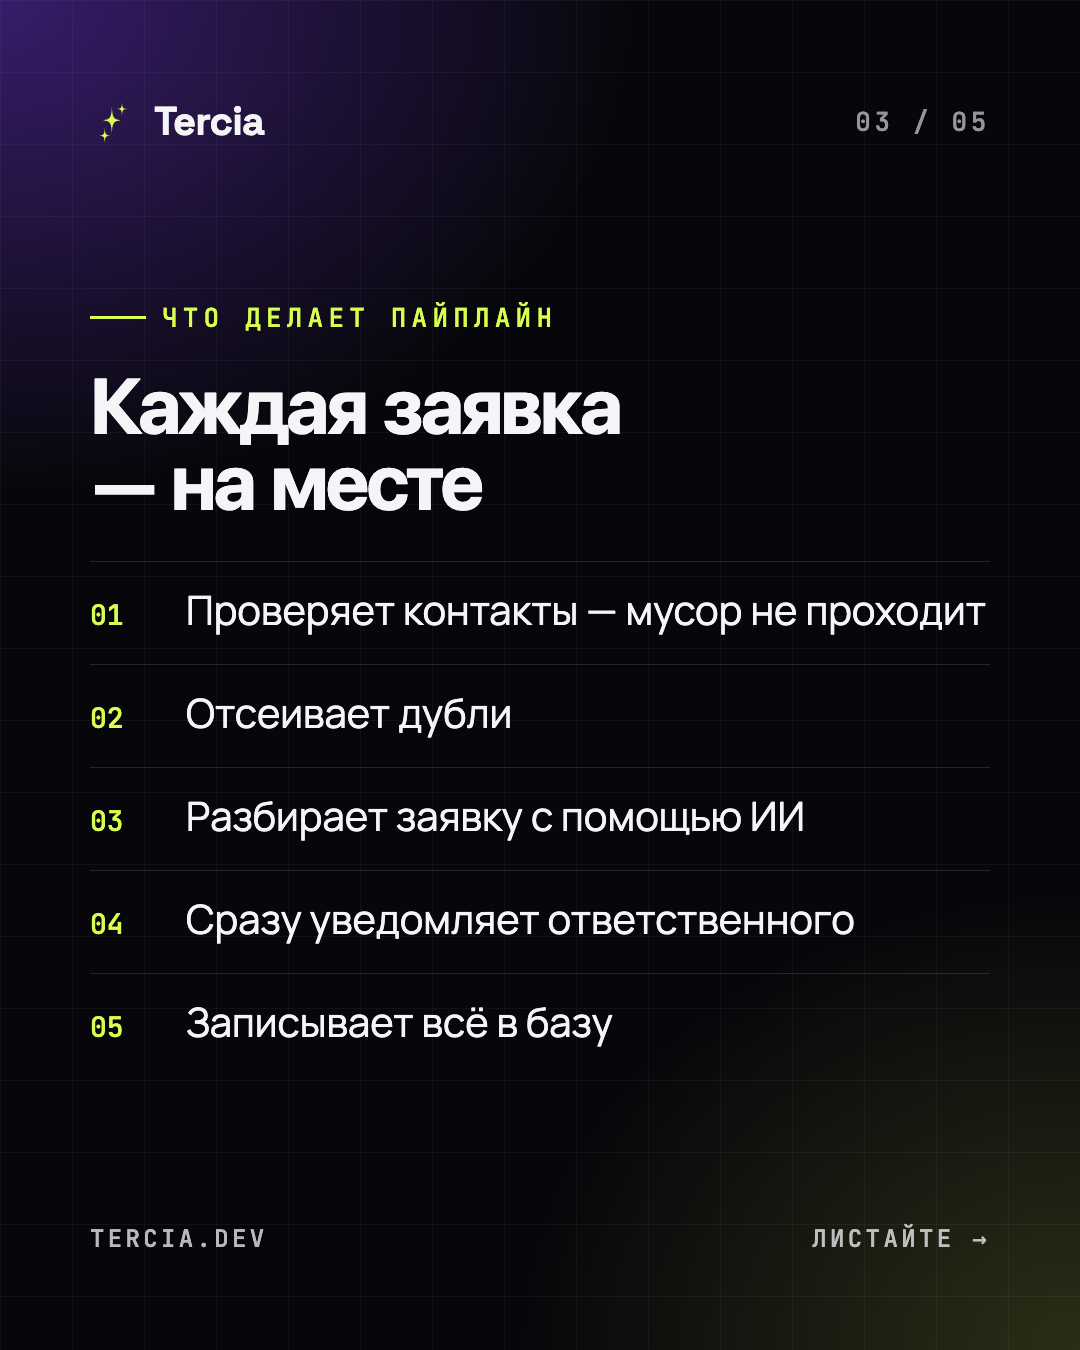 Tercia
03 / 05
ЧТО ДЕЛАЕТ ПАЙПЛАЙН
Каждая заявка
— на месте
01 Проверяет контакты — мусор не проходит
02 Отсеивает дубли
03 Разбирает заявку с помощью ИИ
04 Сразу уведомляет ответственного
05 Записывает всё в базу
TERCIA.DEV
ЛИСТАЙТЕ →